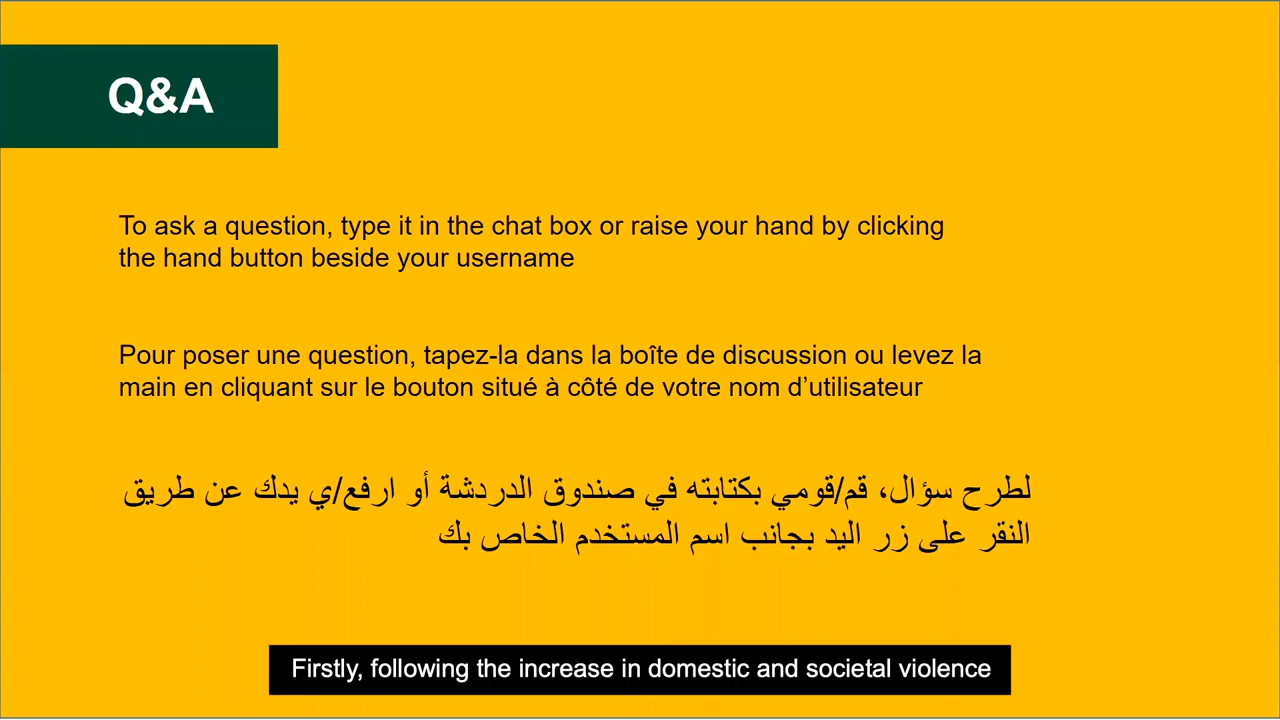 Q&A
To ask a question, type it in the chat box or raise your hand by clicking
the hand button beside your username
Pour poser une question, tapez-la dans la boîte de discussion ou levez la
main en cliquant sur le bouton situé à côté de votre nom d’utilisateur
لطرح سؤال، قم/قومي بكتابته في صندوق الدردشة أو ارفع/ي يدك عن طريق
النقر على زر اليد بجانب اسم المستخدم الخاص بك
Firstly, following the increase in domestic and societal violence